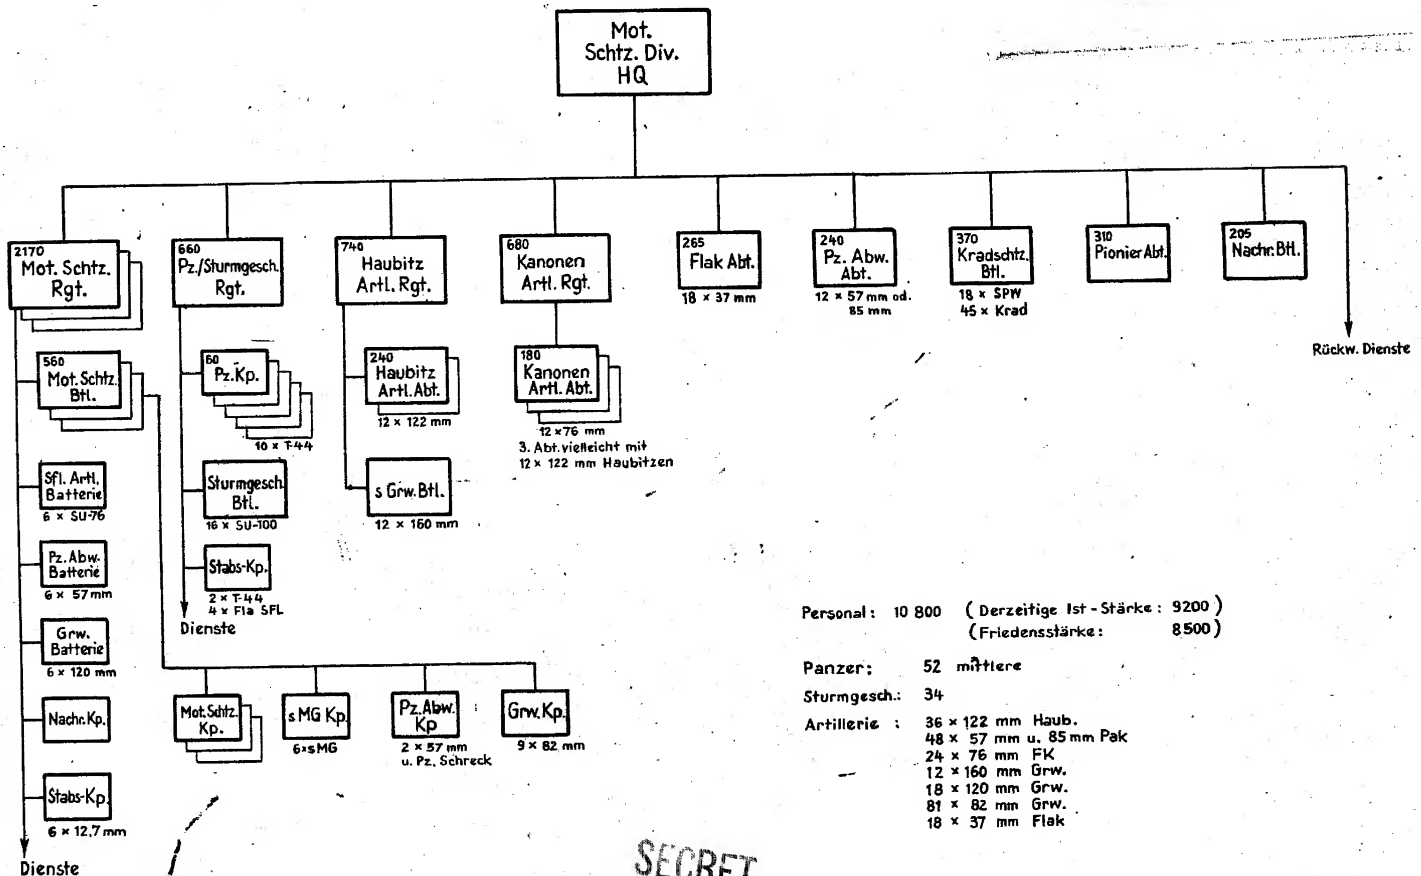 Mot.
Schtz. Div.
HQ
2170
Mot. Schtz.
Rgt.
660
Pz./Sturmgesch.
Rgt.
740
Haubitz
Artl. Rgt.
680
Kanonen
Artl. Rgt.
265
Flak Abt.
18 × 37 mm
240
Pz. Abw.
Abt.
12 × 57 mm od.
85 mm
370
Kradschtz.
Btl.
18 × SPW
45 × Krad
310
Pionier Abt.
205
Nachr. Btl.
Rückw. Dienste
560
Mot. Schtz.
Btl.
Sfl. Artl.
Batterie
6 × SU-76
Pz. Abw.
Batterie
6 × 57 mm
Grw.
Batterie
6 × 120 mm
Nachr. Kp.
Stabs-Kp.
6 × 12,7 mm
Dienste
60
Pz. Kp.
10 × T-44
Sturmgesch.
Btl.
16 × SU-100
Stabs-Kp.
2 × T-44
4 × Fla SFL
Dienste
240
Haubitz
Artl. Abt.
12 × 122 mm
s Grw. Btl.
12 × 160 mm
180
Kanonen
Artl. Abt.
12 × 76 mm
3. Abt. vielleicht mit
12 × 122 mm Haubitzen
Mot. Schtz.
Kp.
s MG Kp.
6 × s MG
Pz. Abw.
Kp
2 × 57 mm
u. Pz. Schreck
Grw. Kp.
9 × 82 mm
Personal: 10 800 (Derzeitige Ist-Stärke: 9200)
(Friedensstärke: 8500)
Panzer: 52 mittlere
Sturmgesch.: 34
Artillerie: 36 × 122 mm Haub.
48 × 57 mm u. 85 mm Pak
24 × 76 mm FK
12 × 160 mm Grw.
18 × 120 mm Grw.
81 × 82 mm Grw.
18 × 37 mm Flak
SECRET